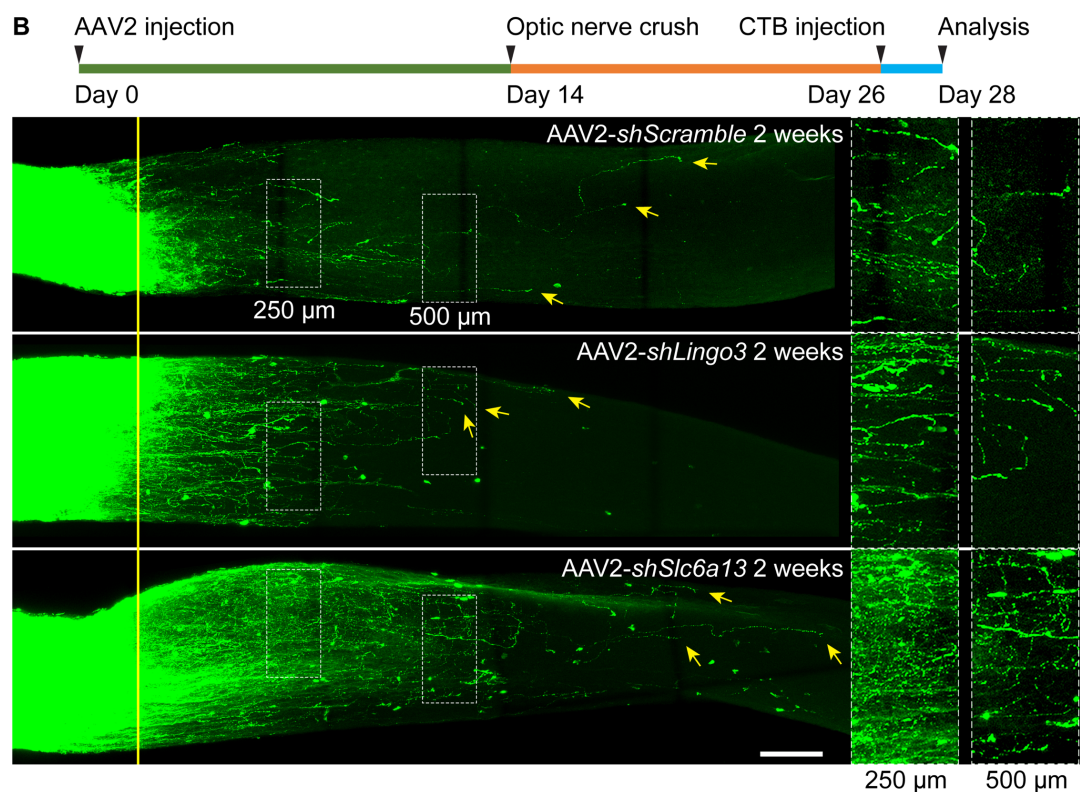 B
AAV2 injection Optic nerve crush CTB injection Analysis
Day 0 Day 14 Day 26 Day 28
AAV2-shScramble 2 weeks
250 µm 500 µm
AAV2-shLingo3 2 weeks
AAV2-shSlc6a13 2 weeks
250 µm 500 µm